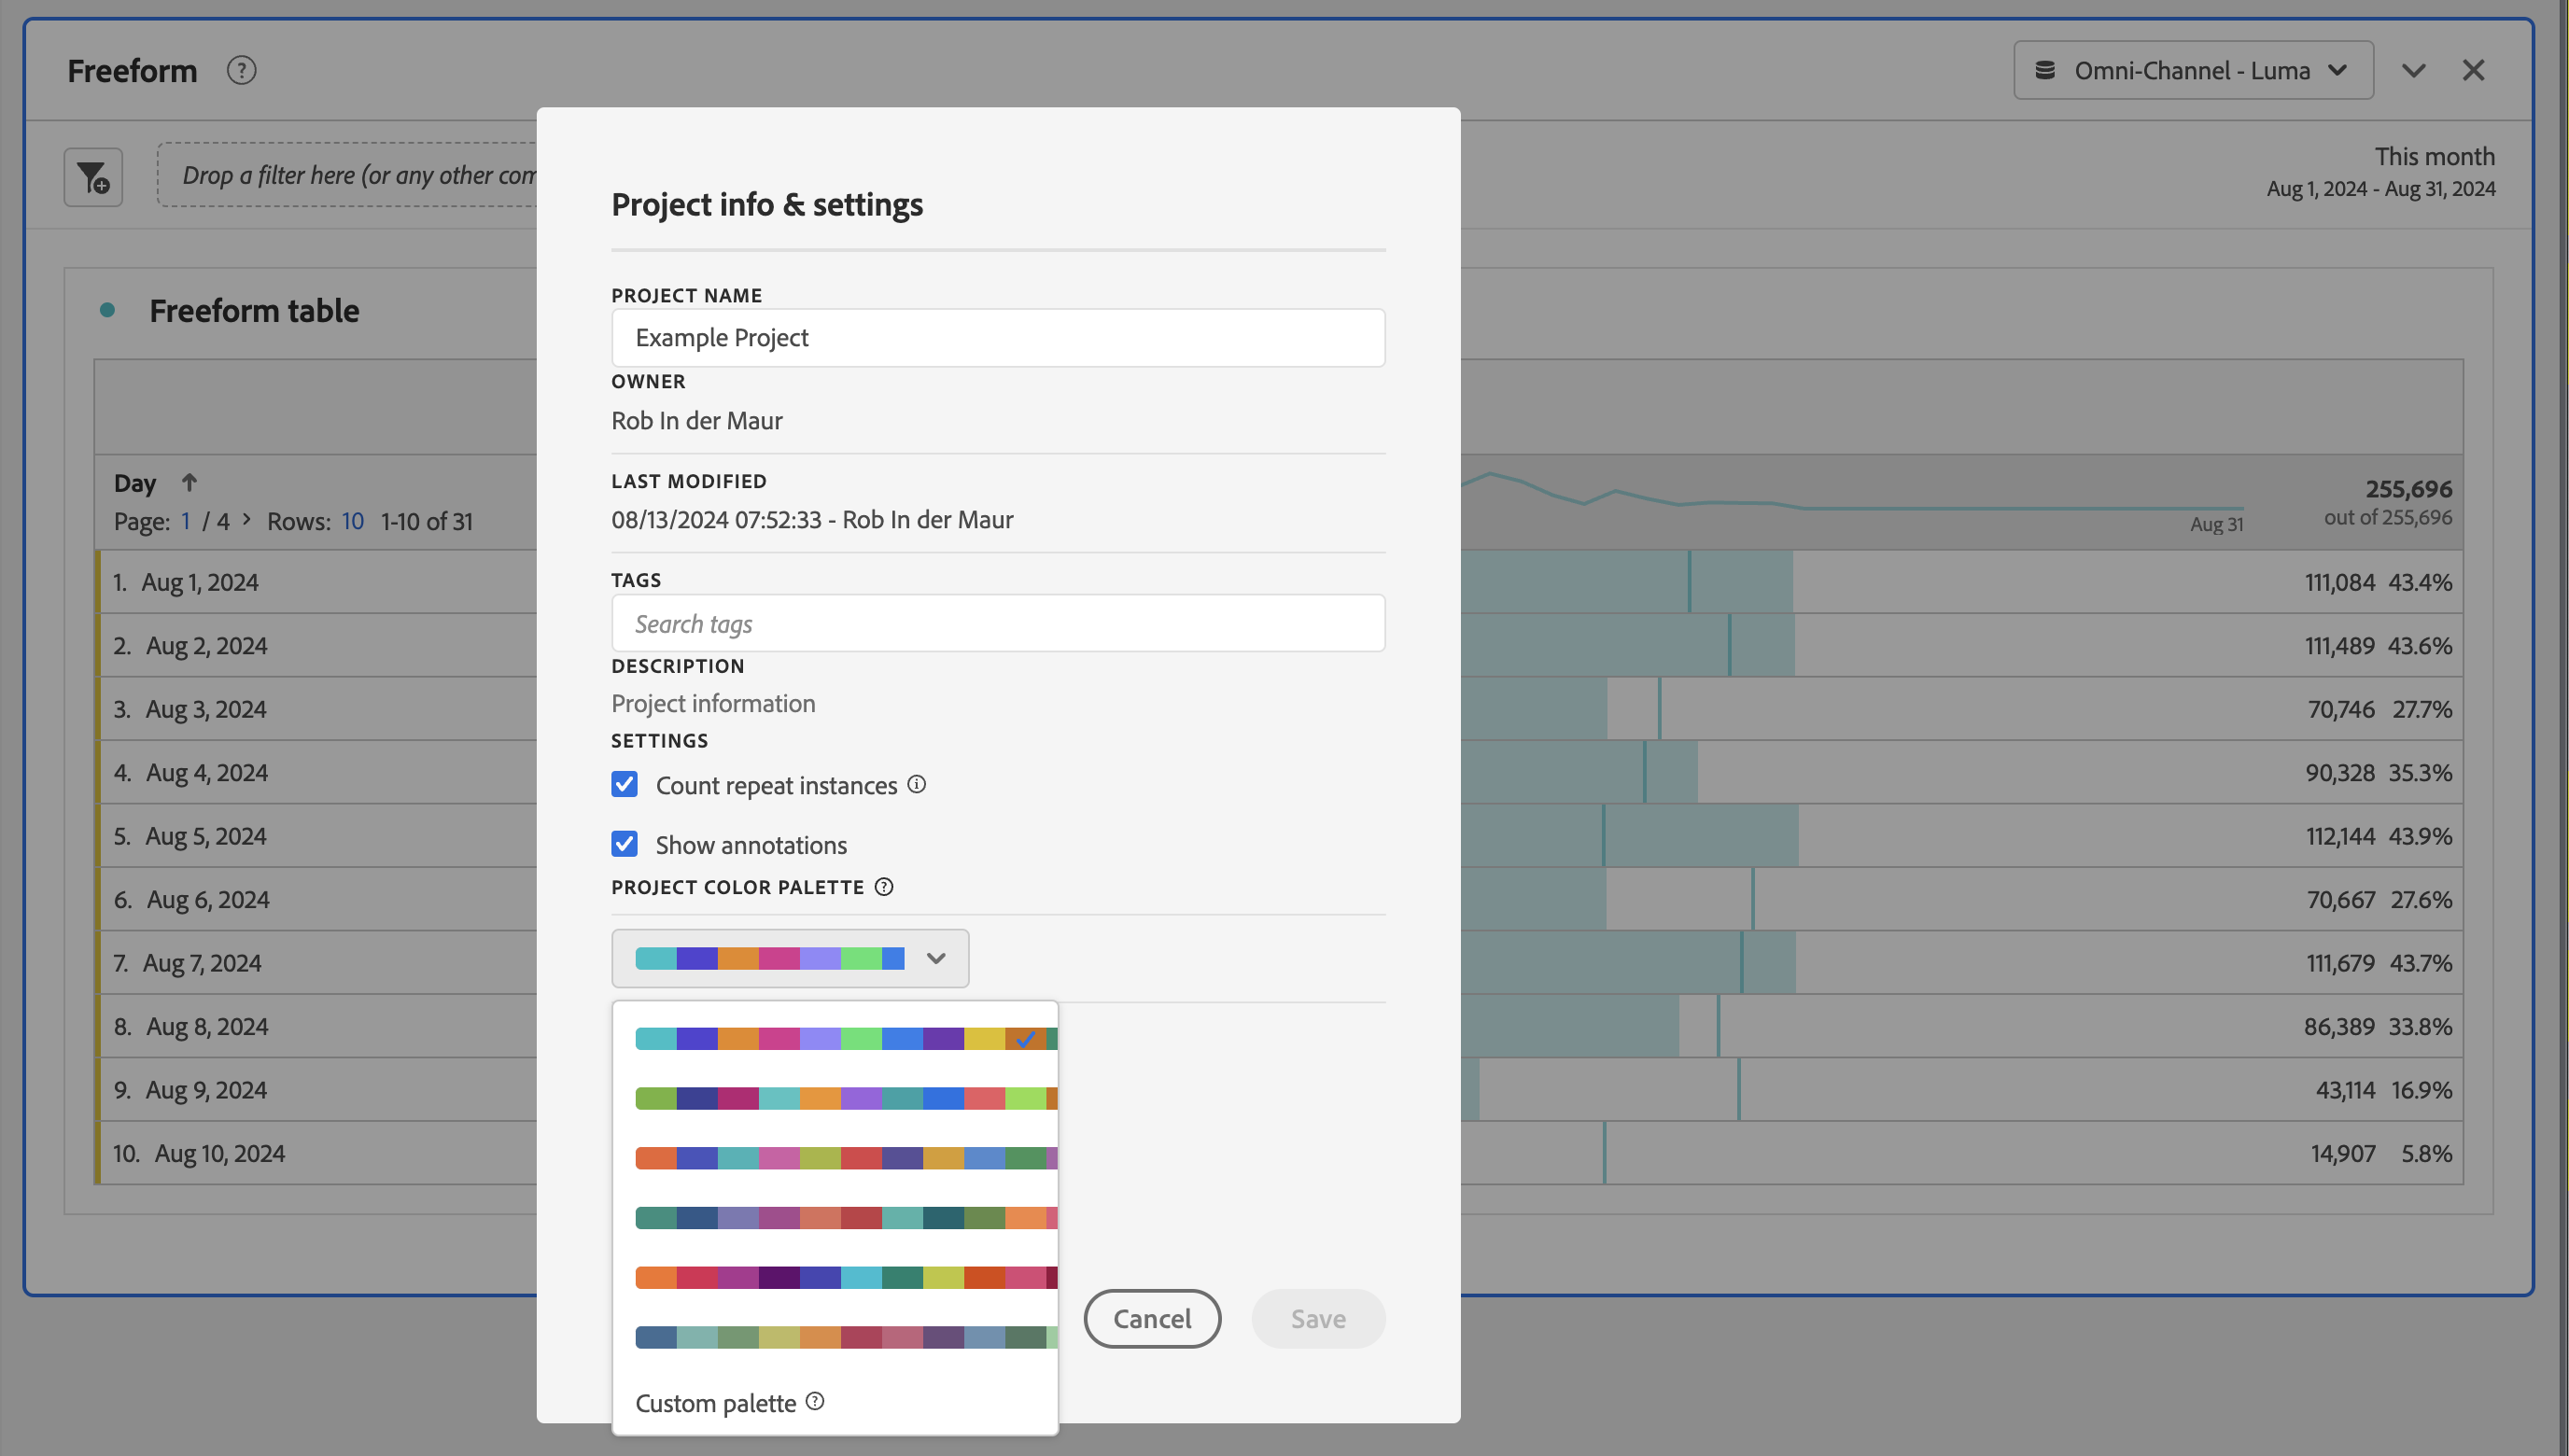 Freeform
Omni-Channel - Luma
Drop a filter here (or any other com
This month
Aug 1, 2024 - Aug 31, 2024
Freeform table
Day
Page: 1 / 4 > Rows: 10 1-10 of 31
Aug 31
255,696
out of 255,696
1. Aug 1, 2024 111,084 43.4%
2. Aug 2, 2024 111,489 43.6%
3. Aug 3, 2024 70,746 27.7%
4. Aug 4, 2024 90,328 35.3%
5. Aug 5, 2024 112,144 43.9%
6. Aug 6, 2024 70,667 27.6%
7. Aug 7, 2024 111,679 43.7%
8. Aug 8, 2024 86,389 33.8%
9. Aug 9, 2024 43,114 16.9%
10. Aug 10, 2024 14,907 5.8%
Project info & settings
PROJECT NAME
Example Project
OWNER
Rob In der Maur
LAST MODIFIED
08/13/2024 07:52:33 - Rob In der Maur
TAGS
Search tags
DESCRIPTION
Project information
SETTINGS
Count repeat instances
Show annotations
PROJECT COLOR PALETTE
Cancel
Save
Custom palette